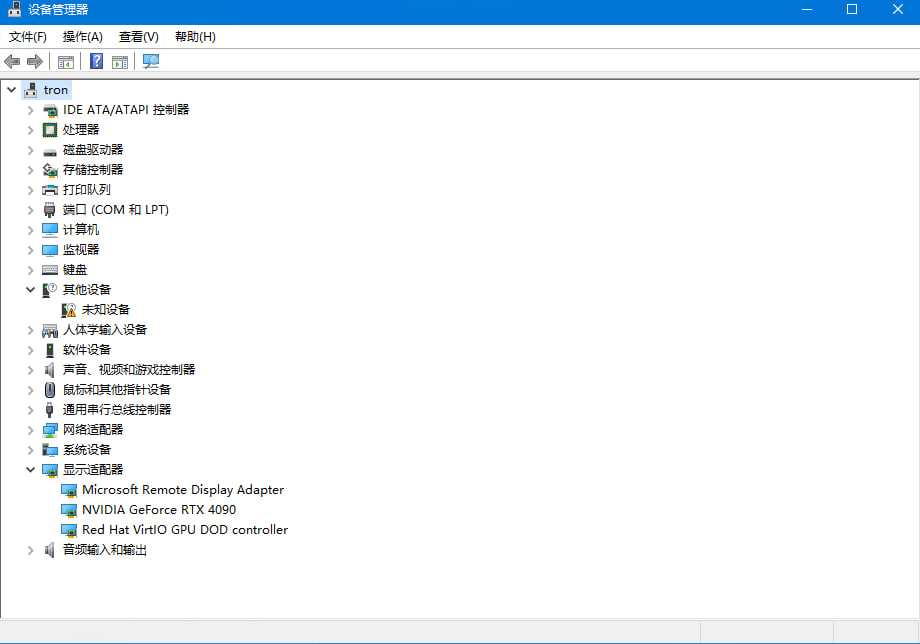 设备管理器
文件(F) 操作(A) 查看(V) 帮助(H)
?
tron
IDE ATA/ATAPI 控制器
处理器
磁盘驱动器
存储控制器
打印队列
端口 (COM 和 LPT)
计算机
监视器
键盘
其他设备
未知设备
人体学输入设备
软件设备
声音、视频和游戏控制器
鼠标和其他指针设备
通用串行总线控制器
网络适配器
系统设备
显示适配器
Microsoft Remote Display Adapter
NVIDIA GeForce RTX 4090
Red Hat VirtIO GPU DOD controller
音频输入和输出